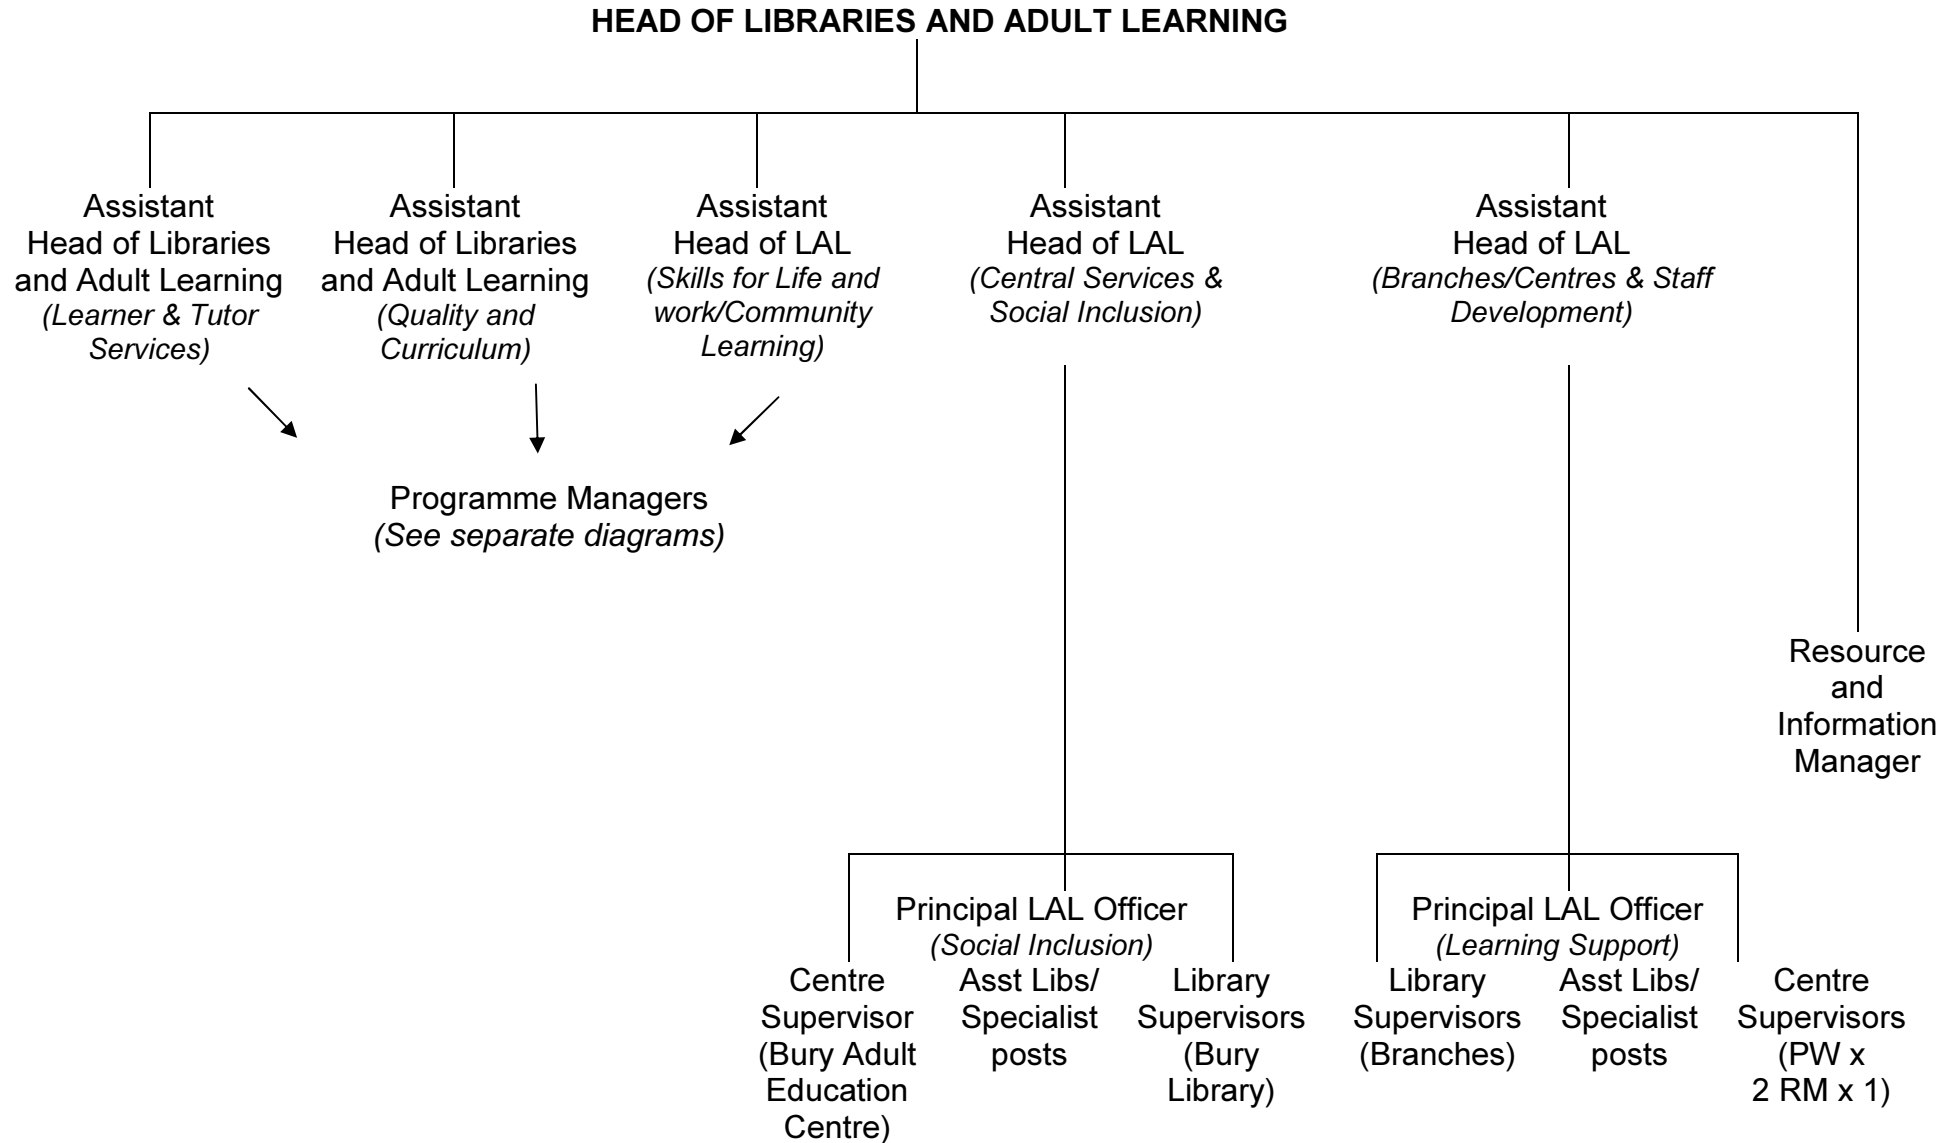 HEAD OF LIBRARIES AND ADULT LEARNING
Assistant
Head of Libraries
and Adult Learning
(Learner & Tutor
Services)
Assistant
Head of Libraries
and Adult Learning
(Quality and
Curriculum)
Assistant
Head of LAL
(Skills for Life and
work/Community
Learning)
Assistant
Head of LAL
(Central Services &
Social Inclusion)
Assistant
Head of LAL
(Branches/Centres & Staff
Development)
Programme Managers
(See separate diagrams)
Resource
and
Information
Manager
Principal LAL Officer
(Social Inclusion)
Centre
Supervisor
(Bury Adult
Education
Centre)
Asst Libs/
Specialist
posts
Library
Supervisors
(Bury
Library)
Principal LAL Officer
(Learning Support)
Library
Supervisors
(Branches)
Asst Libs/
Specialist
posts
Centre
Supervisors
(PW x
2 RM x 1)